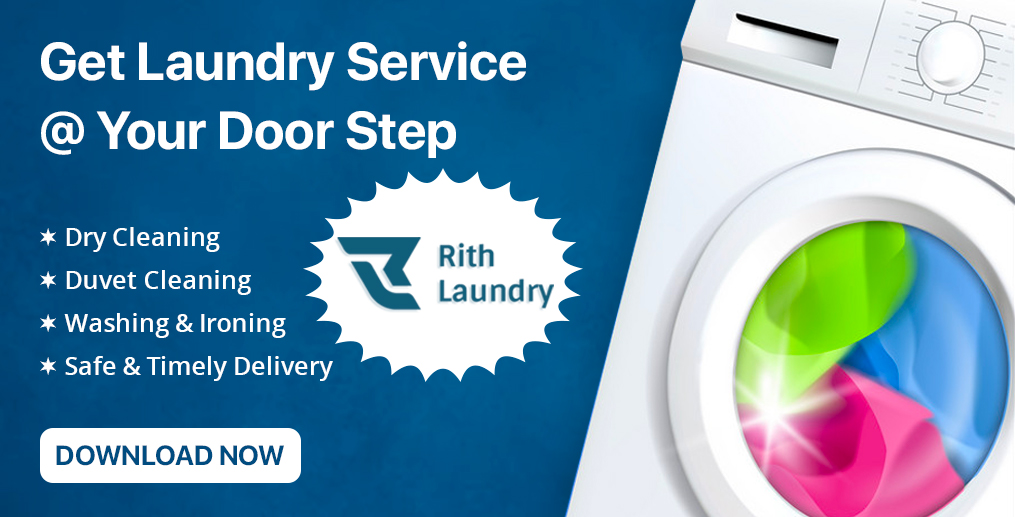 Get Laundry Service
@ Your Door Step
✶ Dry Cleaning
✶ Duvet Cleaning
✶ Washing & Ironing
✶ Safe & Timely Delivery
Rith
Laundry
DOWNLOAD NOW